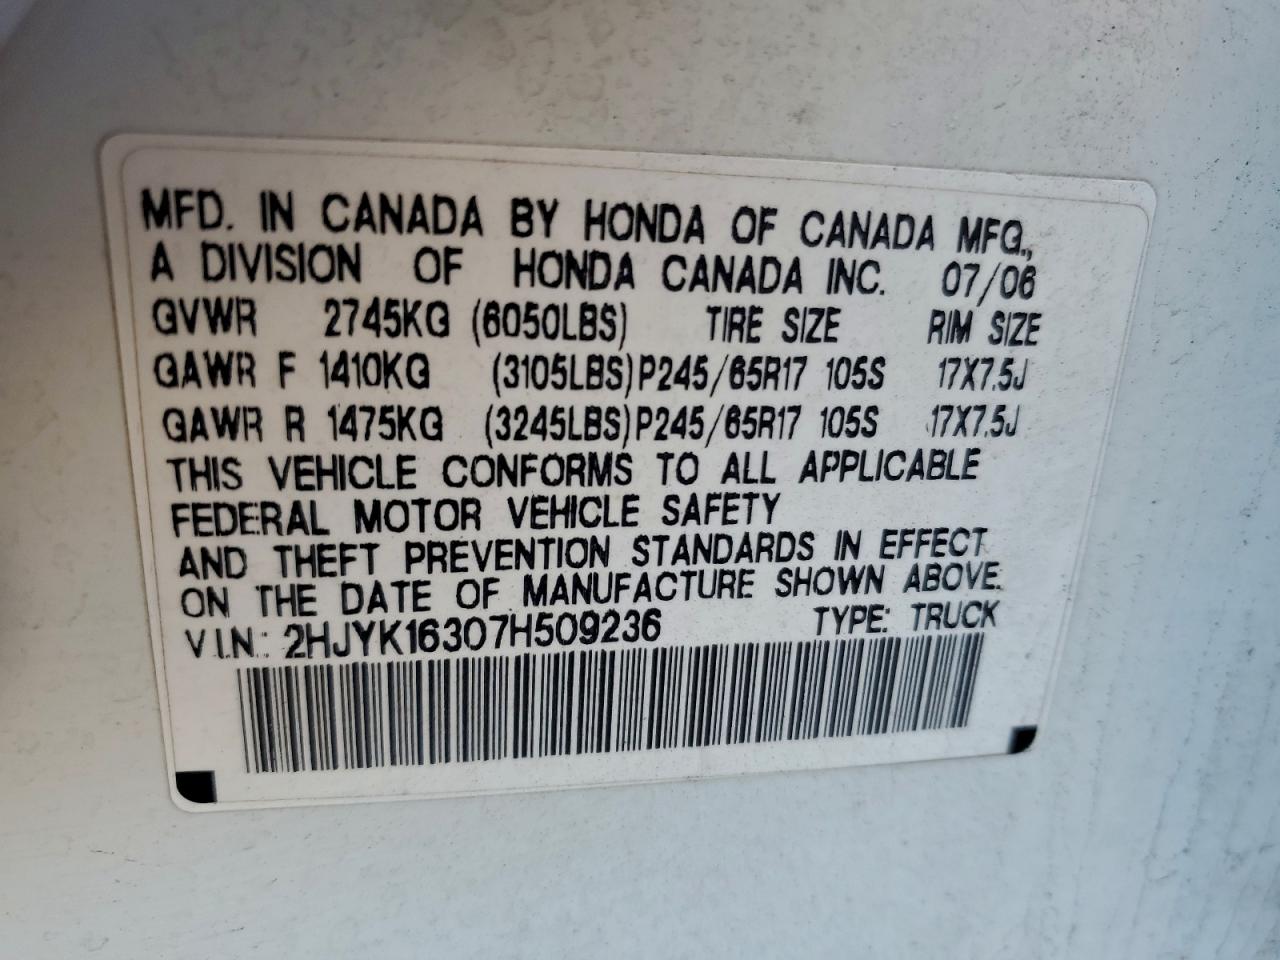 MFD. IN CANADA BY HONDA OF CANADA MFG.,
A DIVISION OF HONDA CANADA INC. 07/06
GVWR 2745KG (6050LBS) TIRE SIZE RIM SIZE
GAWR F 1410KG (3105LBS) P245/65R17 105S 17X7.5J
GAWR R 1475KG (3245LBS) P245/65R17 105S 17X7.5J
THIS VEHICLE CONFORMS TO ALL APPLICABLE
FEDERAL MOTOR VEHICLE SAFETY
AND THEFT PREVENTION STANDARDS IN EFFECT
ON THE DATE OF MANUFACTURE SHOWN ABOVE.
V.I.N.: 2HJYK16307H509236 TYPE: TRUCK